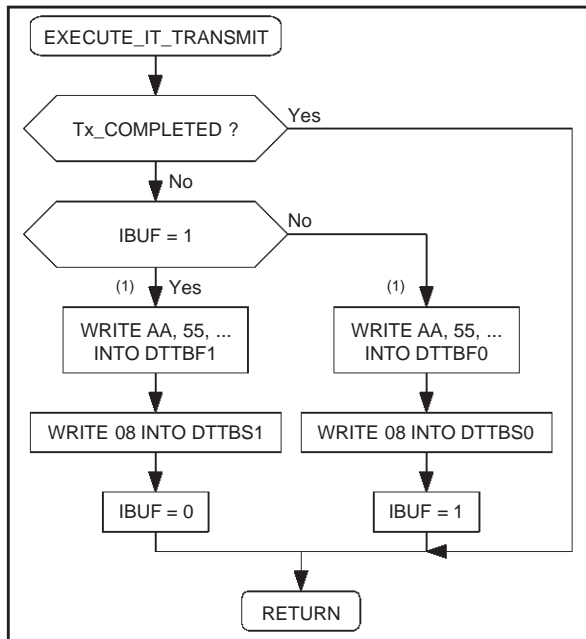 EXECUTE_IT_TRANSMIT
Tx_COMPLETED ?
Yes
No
IBUF = 1
No
(1)
Yes
(1)
WRITE AA, 55, ...
INTO DTTBF1
WRITE AA, 55, ...
INTO DTTBF0
WRITE 08 INTO DTTBS1
WRITE 08 INTO DTTBS0
IBUF = 0
IBUF = 1
RETURN